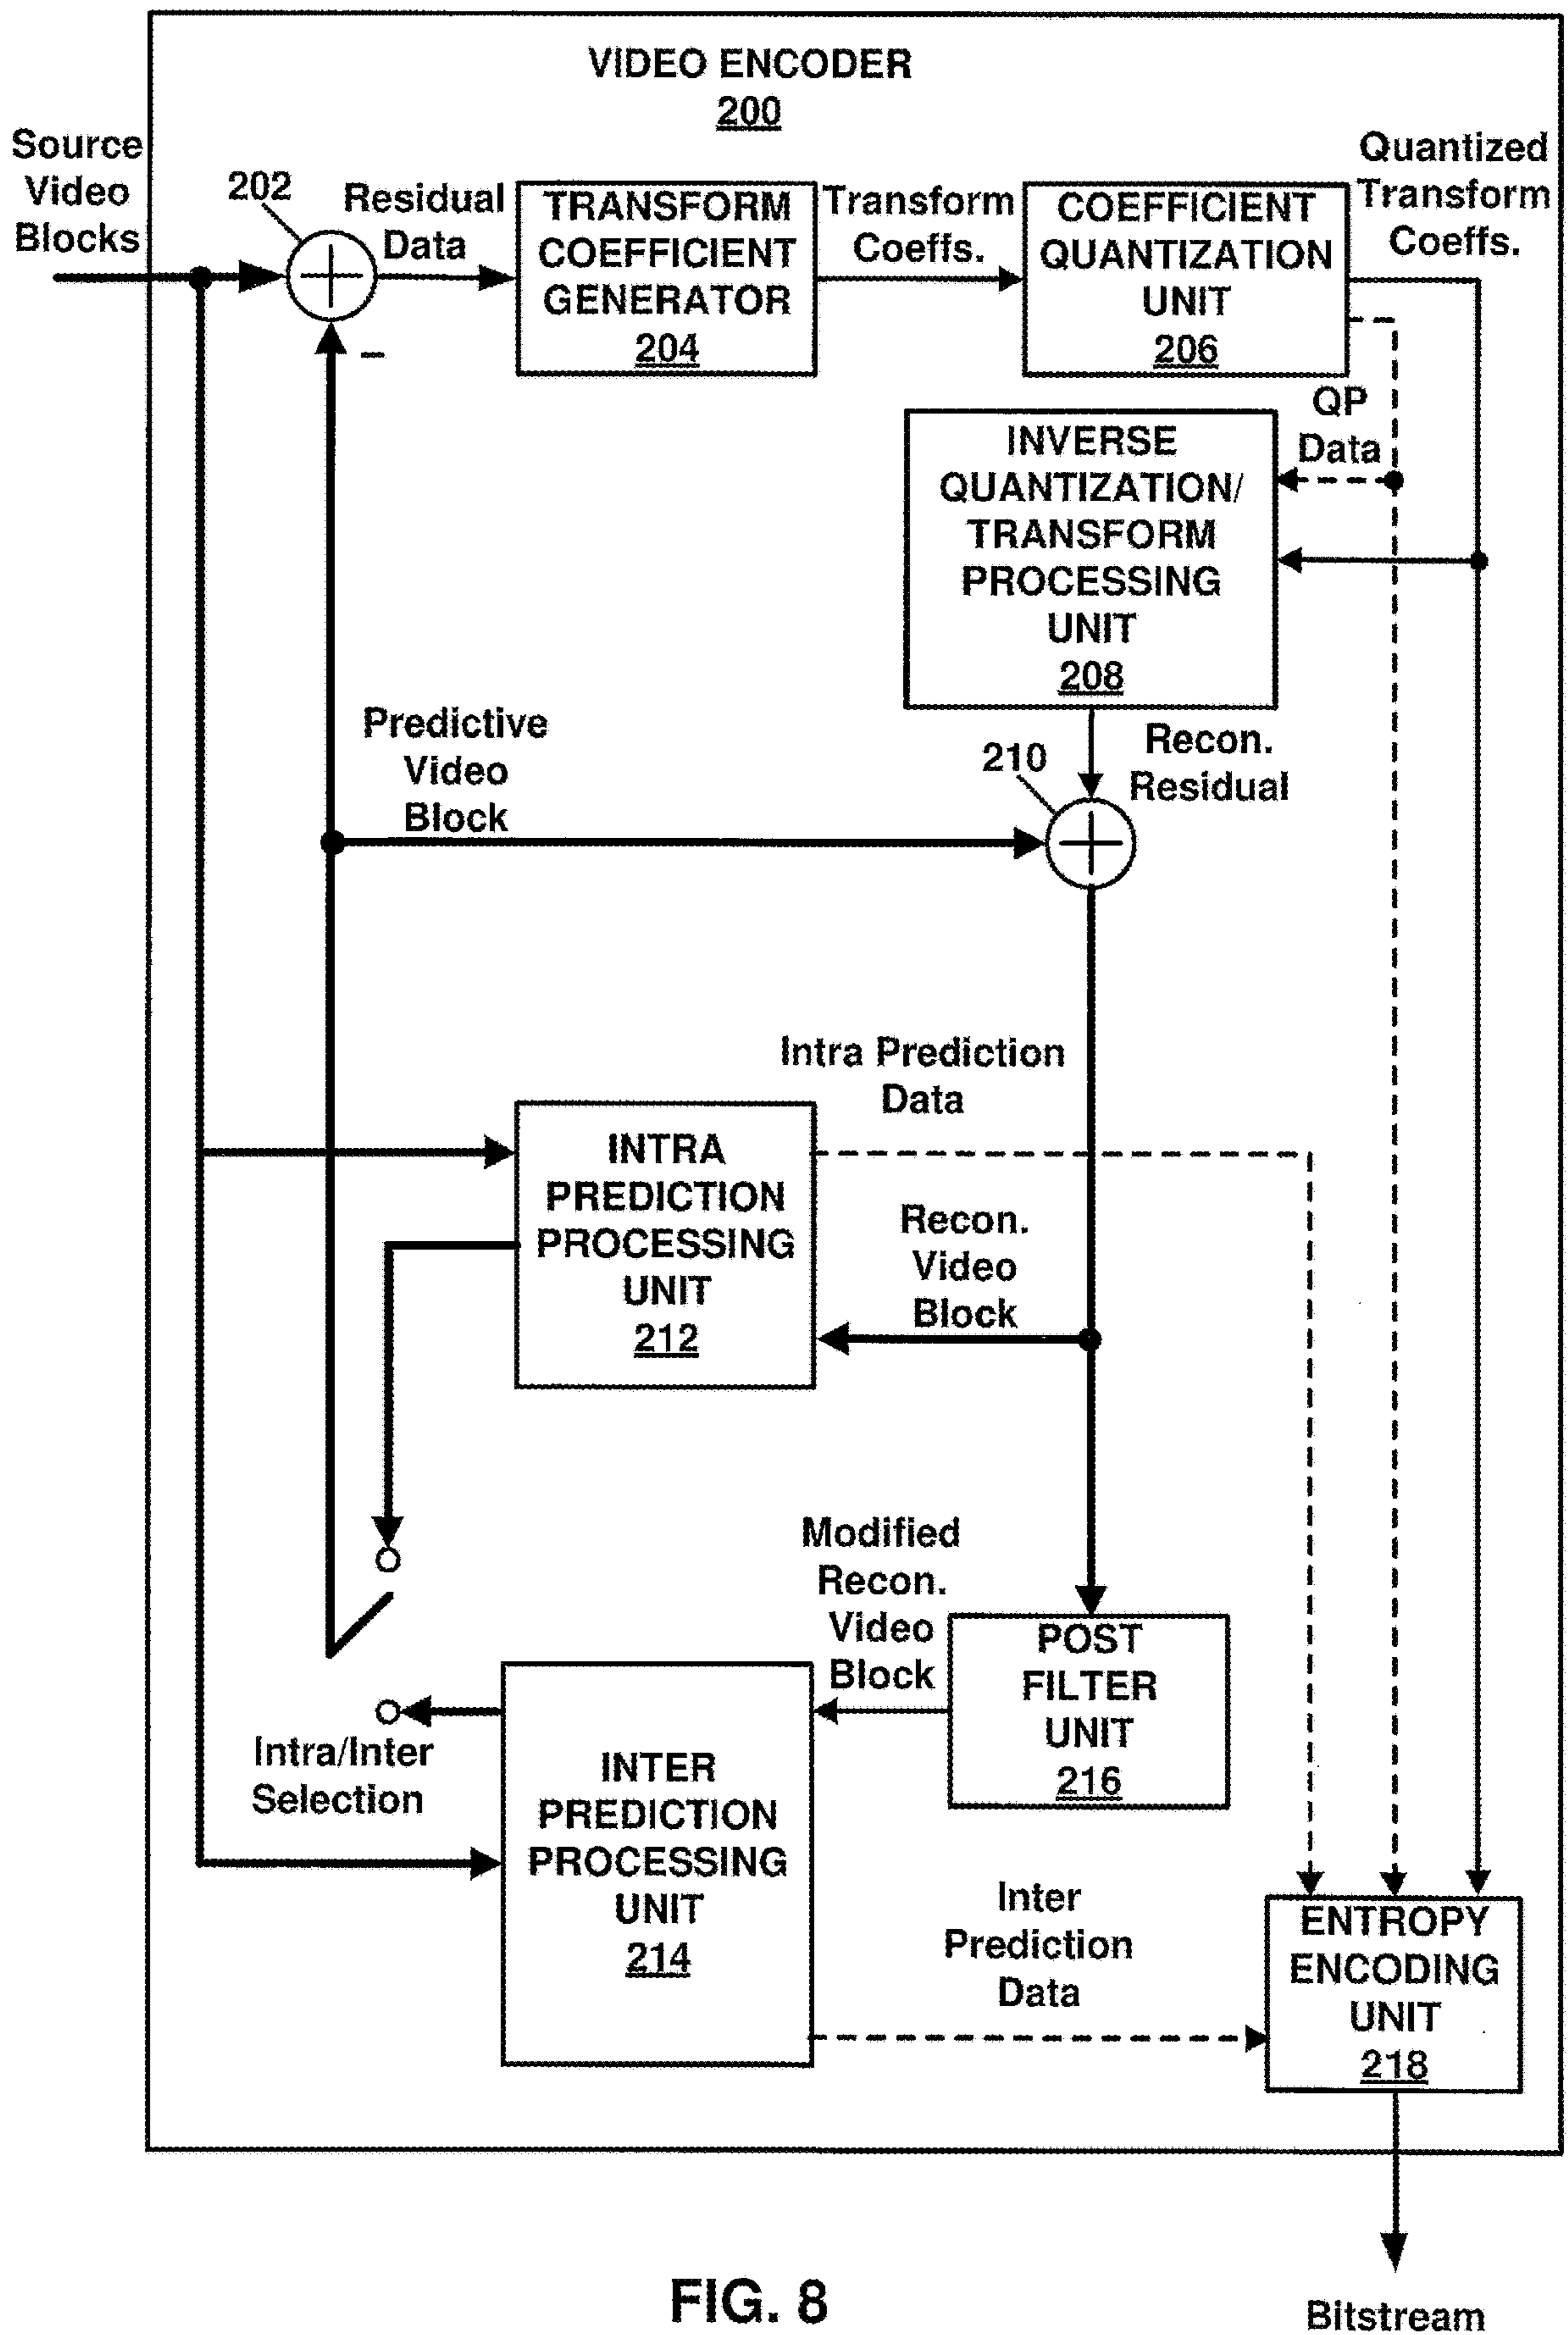 VIDEO ENCODER
200
Source
Video
Blocks
202
Residual
Data
TRANSFORM
COEFFICIENT
GENERATOR
204
Transform
Coeffs.
COEFFICIENT
QUANTIZATION
UNIT
206
Quantized
Transform
Coeffs.
–
QP
Data
INVERSE
QUANTIZATION/
TRANSFORM
PROCESSING
UNIT
208
Predictive
Video
Block
210
Recon.
Residual
Intra Prediction
Data
INTRA
PREDICTION
PROCESSING
UNIT
212
Recon.
Video
Block
Modified
Recon.
Video
Block
POST
FILTER
UNIT
216
Intra/Inter
Selection
INTER
PREDICTION
PROCESSING
UNIT
214
Inter
Prediction
Data
ENTROPY
ENCODING
UNIT
218
FIG. 8
Bitstream